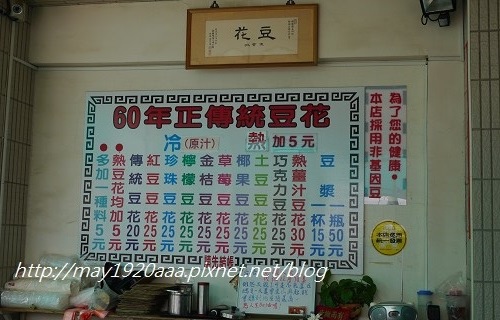 花豆
60年正傳統豆花
冷(原汁) 熱 加5元
豆漿 一杯15元 一瓶50元
熱薑汁豆花30元
巧克力豆花25元
土豆豆花25元
椰果豆花25元
草莓豆花25元
金桔豆花25元
檸檬豆花25元
珍珠豆花25元
紅豆豆花25元
傳統豆花20元
●熱豆花均加5元
●多加一種料5元
請先結帳
為了您的健康
本店採用非基因豆
http://may1920aaa.pixnet.net/blog